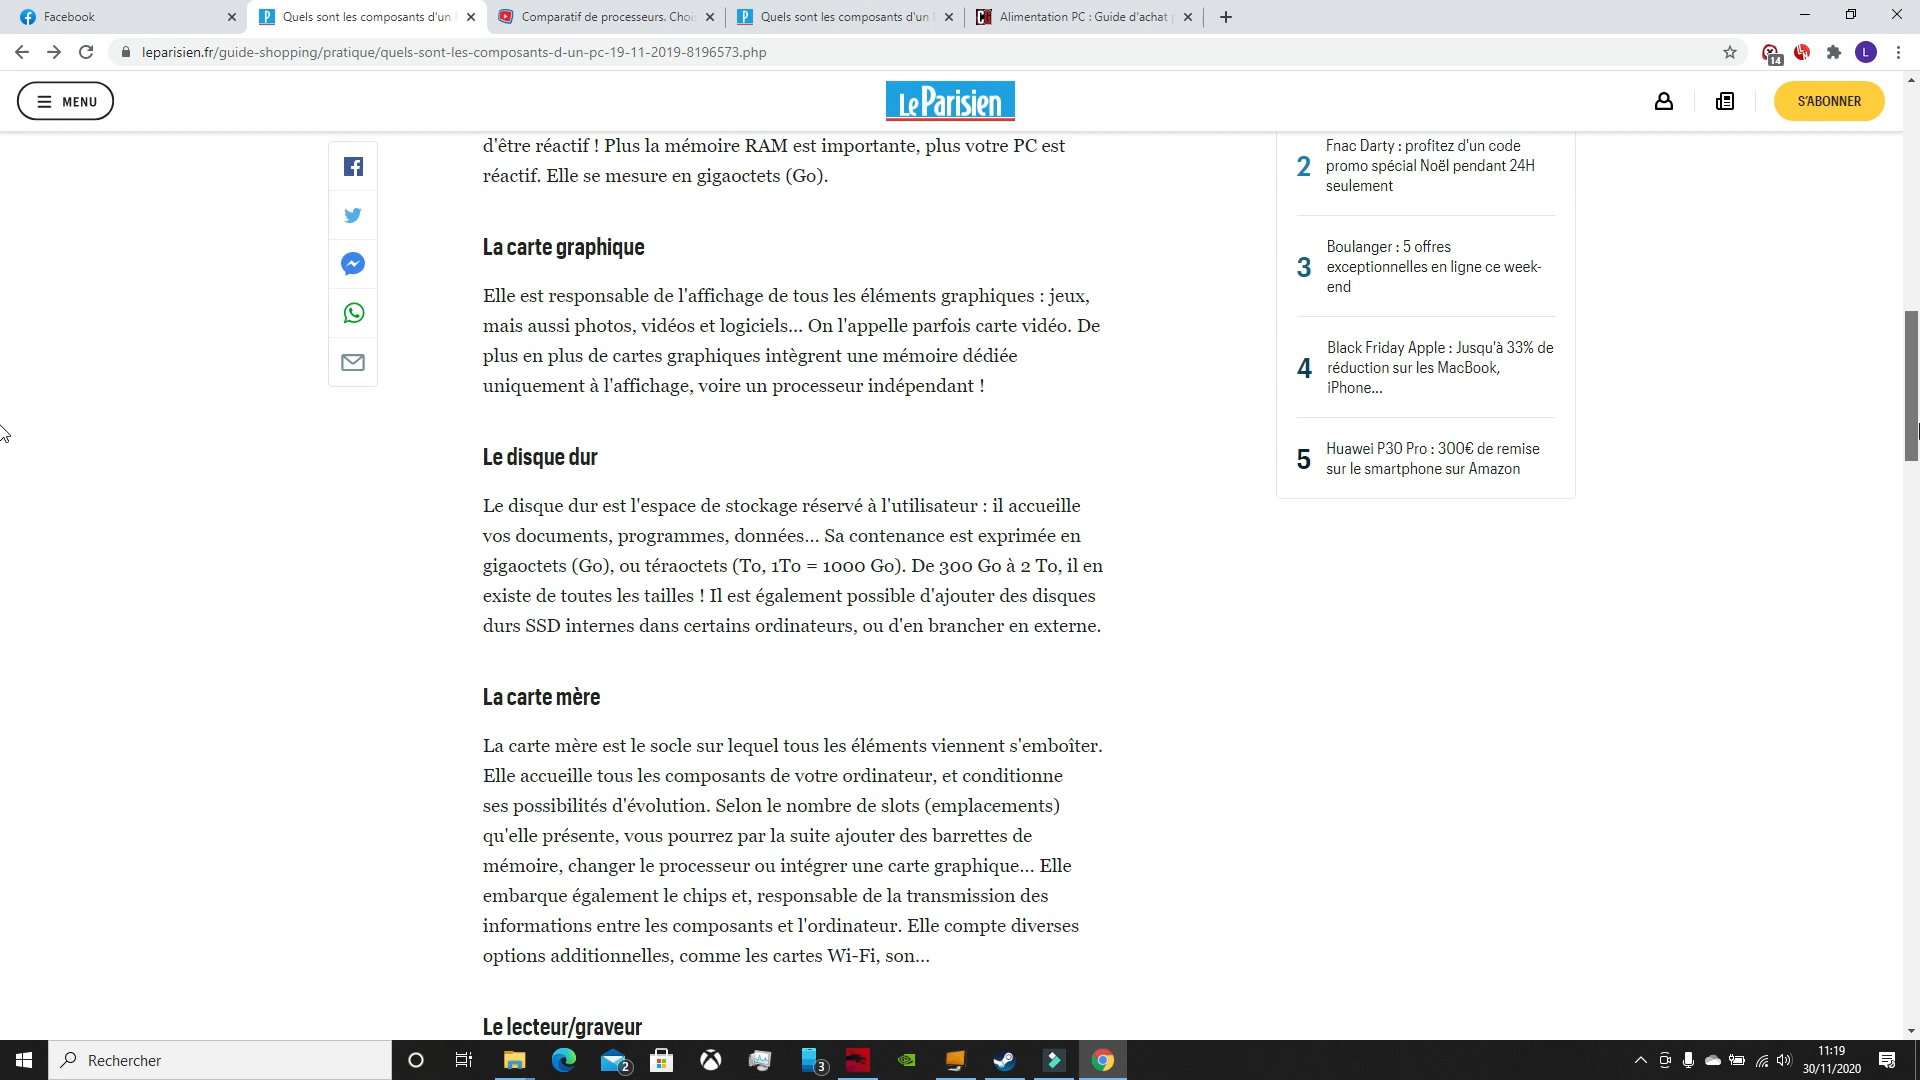 Facebook
Quels sont les composants d'un
Comparatif de processeurs. Choi
Quels sont les composants d'un
Alimentation PC : Guide d'achat
leparisien.fr/guide-shopping/pratique/quels-sont-les-composants-d-un-pc-19-11-2019-8196573.php
14
L
MENU
Le Parisien
S'ABONNER
d'être réactif ! Plus la mémoire RAM est importante, plus votre PC est
réactif. Elle se mesure en gigaoctets (Go).
La carte graphique
Elle est responsable de l'affichage de tous les éléments graphiques : jeux,
mais aussi photos, vidéos et logiciels... On l'appelle parfois carte vidéo. De
plus en plus de cartes graphiques intègrent une mémoire dédiée
uniquement à l'affichage, voire un processeur indépendant !
Le disque dur
Le disque dur est l'espace de stockage réservé à l'utilisateur : il accueille
vos documents, programmes, données... Sa contenance est exprimée en
gigaoctets (Go), ou téraoctets (To, 1To = 1000 Go). De 300 Go à 2 To, il en
existe de toutes les tailles ! Il est également possible d'ajouter des disques
durs SSD internes dans certains ordinateurs, ou d'en brancher en externe.
La carte mère
La carte mère est le socle sur lequel tous les éléments viennent s'emboîter.
Elle accueille tous les composants de votre ordinateur, et conditionne
ses possibilités d'évolution. Selon le nombre de slots (emplacements)
qu'elle présente, vous pourrez par la suite ajouter des barrettes de
mémoire, changer le processeur ou intégrer une carte graphique... Elle
embarque également le chips et, responsable de la transmission des
informations entre les composants et l'ordinateur. Elle compte diverses
options additionnelles, comme les cartes Wi-Fi, son...
Le lecteur/graveur
2
Fnac Darty : profitez d'un code
promo spécial Noël pendant 24H
seulement
3
Boulanger : 5 offres
exceptionnelles en ligne ce week-
end
4
Black Friday Apple : Jusqu'à 33% de
réduction sur les MacBook,
iPhone...
5
Huawei P30 Pro : 300€ de remise
sur le smartphone sur Amazon
Rechercher
2
3
11:19
30/11/2020